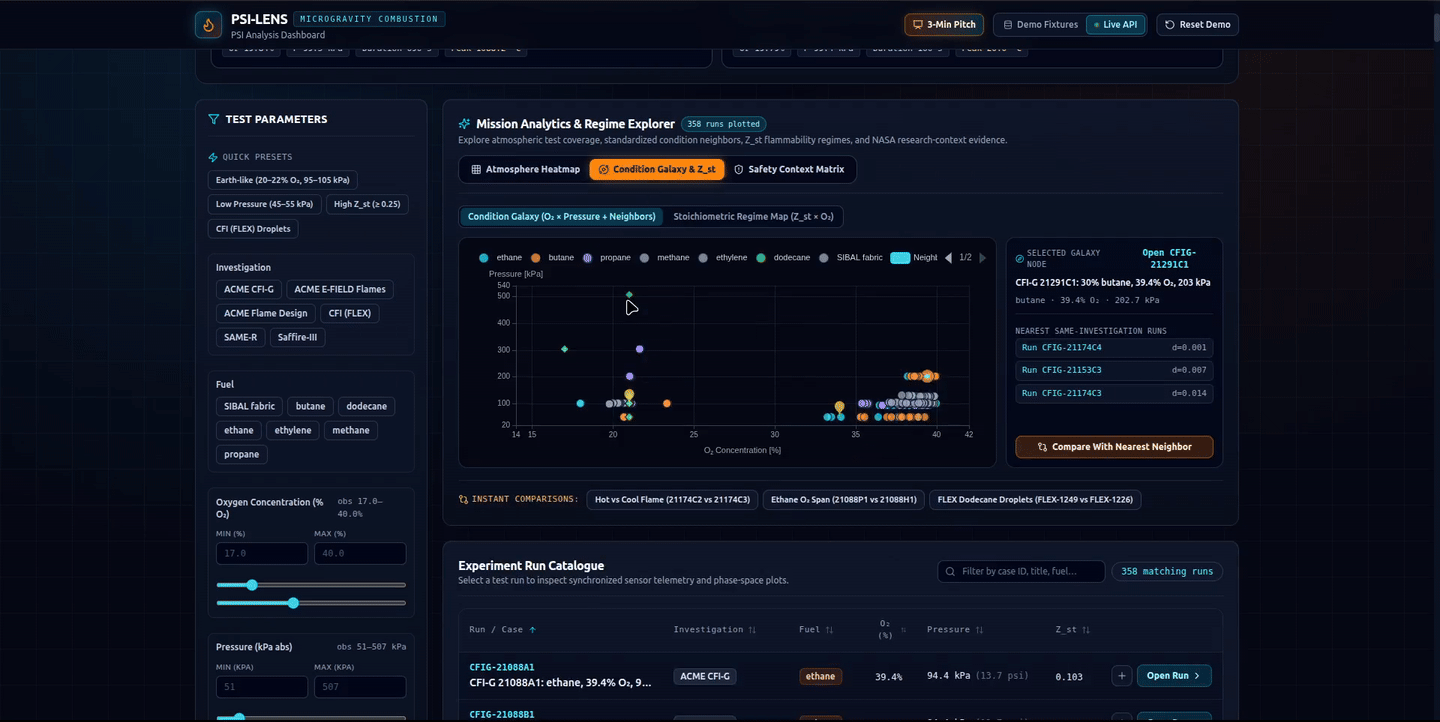 PSI-LENS MICROGRAVITY COMBUSTION
PSI Analysis Dashboard
3-Min Pitch
Demo Fixtures
Live API
Reset Demo
TEST PARAMETERS
QUICK PRESETS
Earth-like (20–22% O₂, 95–105 kPa)
Low Pressure (45–55 kPa)
High Z_st (≥ 0.25)
CFI (FLEX) Droplets
Investigation
ACME CFI-G
ACME E-FIELD Flames
ACME Flame Design
CFI (FLEX)
SAME-R
Saffire-III
Fuel
SIBAL fabric
butane
dodecane
ethane
ethylene
methane
propane
Oxygen Concentration (%
O₂)
obs 17.0–
40.0%
MIN (%)
MAX (%)
17.0
40.0
Pressure (kPa abs)
obs 51–507 kPa
MIN (KPA)
MAX (KPA)
51
507
Mission Analytics & Regime Explorer
358 runs plotted
Explore atmospheric test coverage, standardized condition neighbors, Z_st flammability regimes, and NASA research-context evidence.
Atmosphere Heatmap
Condition Galaxy & Z_st
Safety Context Matrix
Condition Galaxy (O₂ × Pressure + Neighbors)
Stoichiometric Regime Map (Z_st × O₂)
ethane
butane
propane
methane
ethylene
dodecane
SIBAL fabric
Neight
1/2
Pressure [kPa]
540
500
400
300
200
100
20
14
15
20
25
30
35
40
42
O₂ Concentration [%]
SELECTED GALAXY
NODE
Open CFIG-
21291C1
CFI-G 21291C1: 30% butane, 39.4% O₂, 203 kPa
butane · 39.4% O₂ · 202.7 kPa
NEAREST SAME-INVESTIGATION RUNS
Run CFIG-21174C4 d=0.001
Run CFIG-21153C3 d=0.007
Run CFIG-21174C3 d=0.014
Compare With Nearest Neighbor
INSTANT COMPARISONS:
Hot vs Cool Flame (21174C2 vs 21174C3)
Ethane O₂ Span (21088P1 vs 21088H1)
FLEX Dodecane Droplets (FLEX-1249 vs FLEX-1226)
Experiment Run Catalogue
Select a test run to inspect synchronized sensor telemetry and phase-space plots.
Filter by case ID, title, fuel...
358 matching runs
Run / Case
Investigation
Fuel
O₂
(%)
Pressure
Z_st
CFIG-21088A1
CFI-G 21088A1: ethane, 39.4% O₂, 9...
ACME CFI-G
ethane
39.4%
94.4 kPa (13.7 psi)
0.103
Open Run
CFIG-21088B1